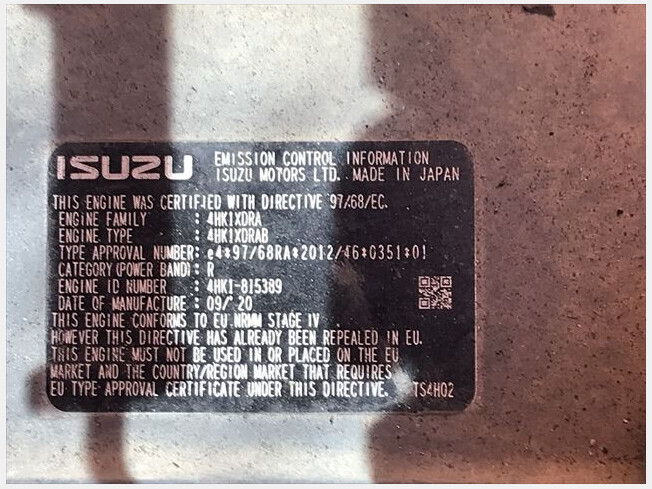 ISUZU
EMISSION CONTROL INFORMATION
ISUZU MOTORS LTD. MADE IN JAPAN
THIS ENGINE WAS CERTIFIED WITH DIRECTIVE 97/68/EC.
ENGINE FAMILY : 4HK1XDRA
ENGINE TYPE : 4HK1XDRAB
TYPE APPROVAL NUMBER: e4*97/68RA*2012/46*0351*01
CATEGORY (POWER BAND): R
ENGINE ID NUMBER : 4HK1-815389
DATE OF MANUFACTURE : 09/'20
THIS ENGINE CONFORMS TO EU NRMM STAGE IV
HOWEVER THIS DIRECTIVE HAS ALREADY BEEN REPEALED IN EU.
THIS ENGINE MUST NOT BE USED IN OR PLACED ON THE EU
MARKET AND THE COUNTRY/REGION MARKET THAT REQUIRES
EU TYPE APPROVAL CERTIFICATE UNDER THIS DIRECTIVE. TS4H02